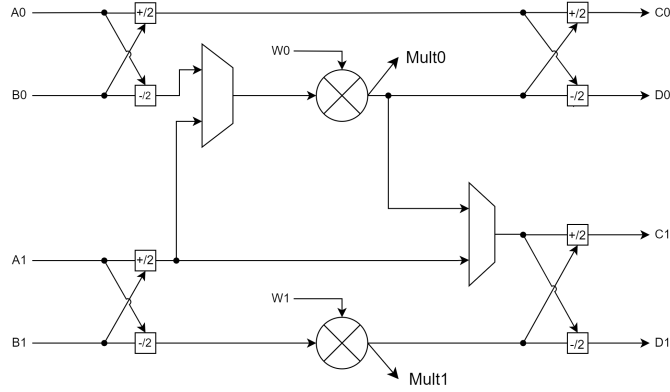 A0 +/2 +/2 C0
W0 Mult0
B0 -/2 -/2 D0
+/2 C1
A1 +/2
W1
B1 -/2 -/2 D1
Mult1